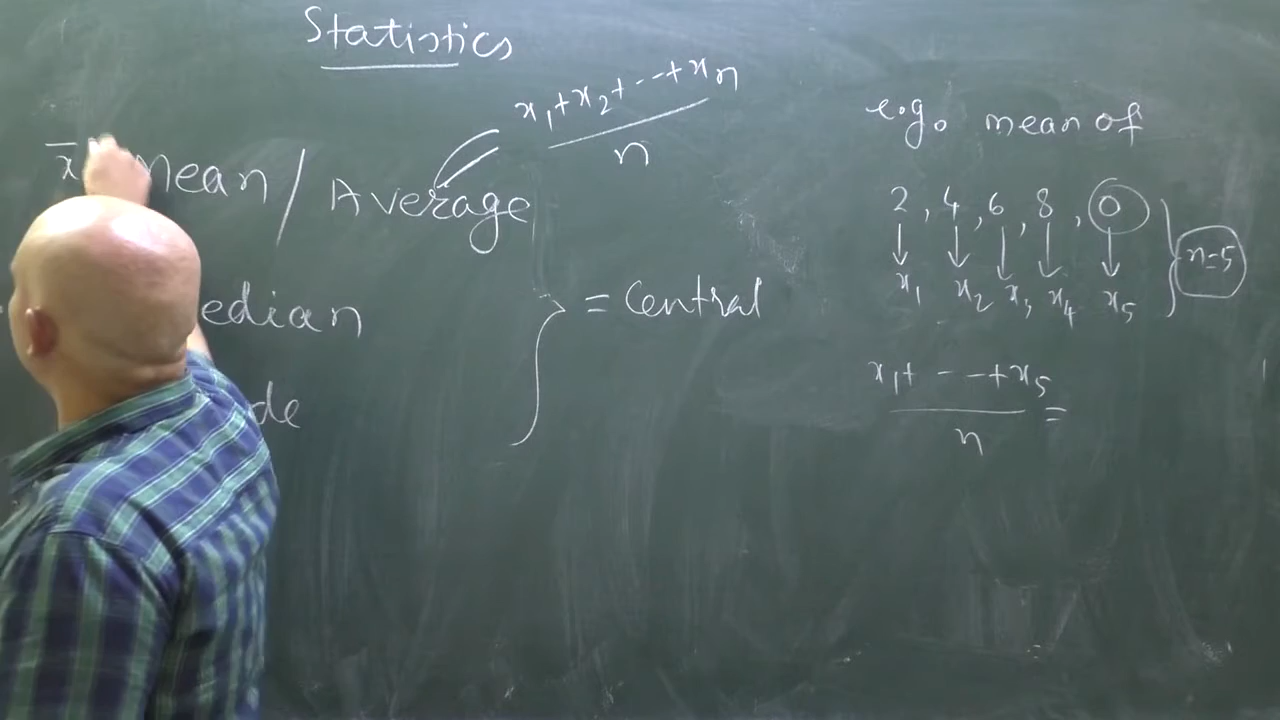 Statistics
x̄ mean / Average
x₁+x₂+--+xₙ
n
edian
de
} = Central
e.g. mean of
2, 4, 6, 8, 0
x₁ x₂ x₃ x₄ x₅
n=5
x₁+ - - +x₅
n
=